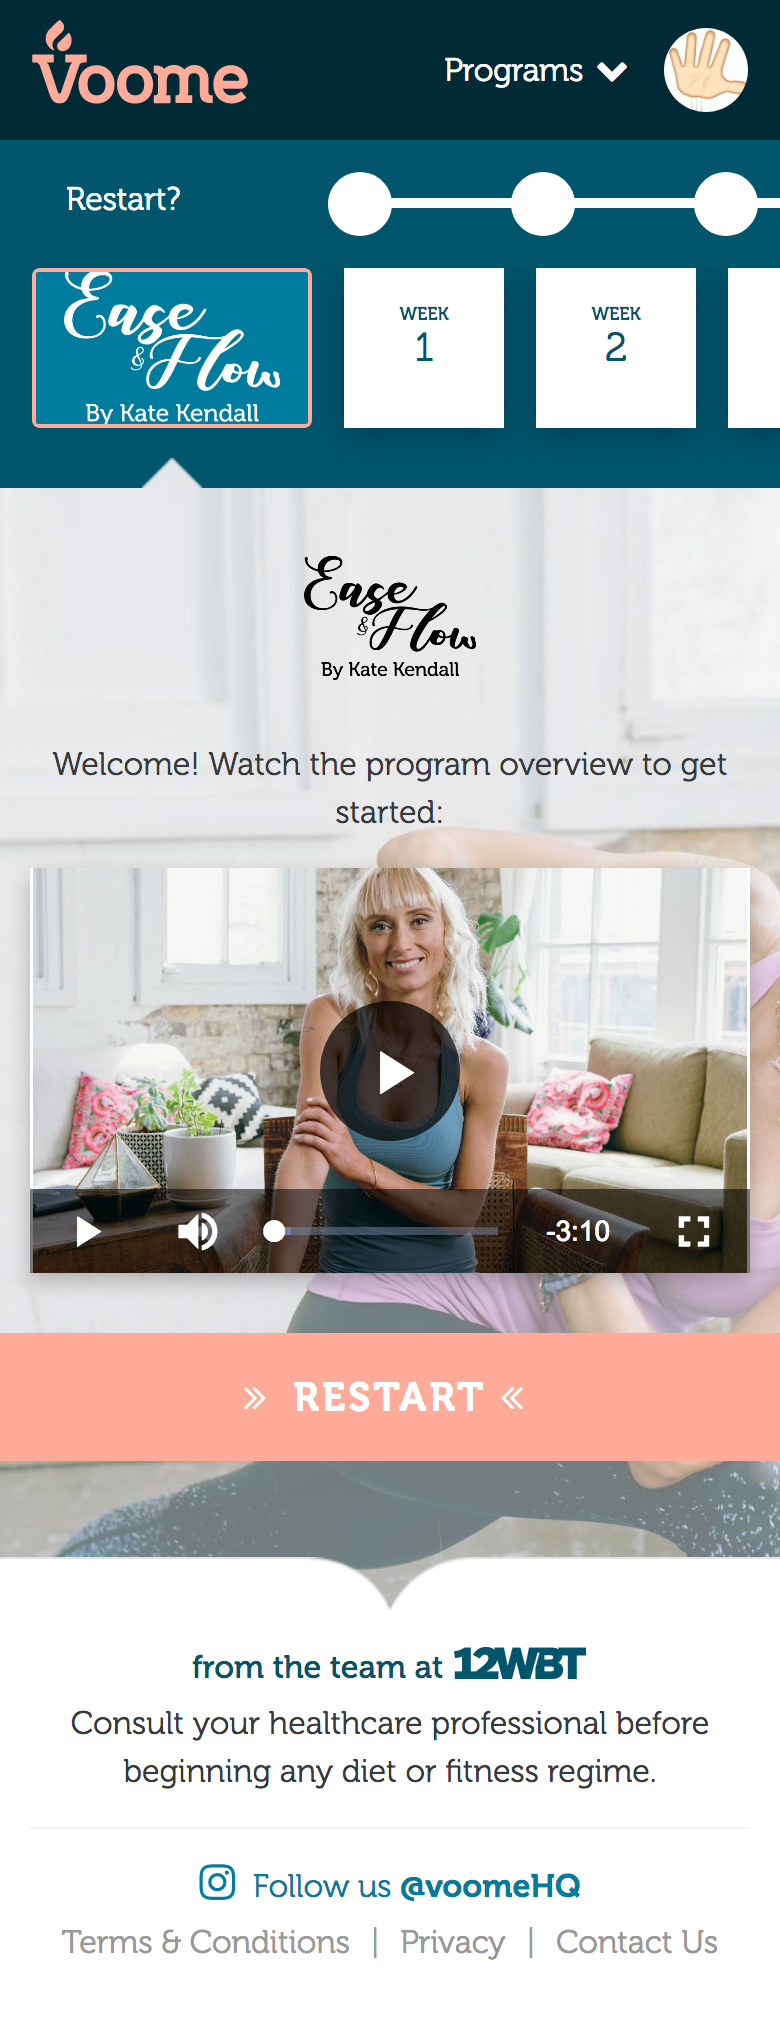 Voome
Programs
Restart?
Ease
& Flow
By Kate Kendall
WEEK
1
WEEK
2
Ease
& Flow
By Kate Kendall
Welcome! Watch the program overview to get
started:
-3:10
» RESTART «
from the team at 12WBT
Consult your healthcare professional before
beginning any diet or fitness regime.
Follow us @voomeHQ
Terms & Conditions | Privacy | Contact Us